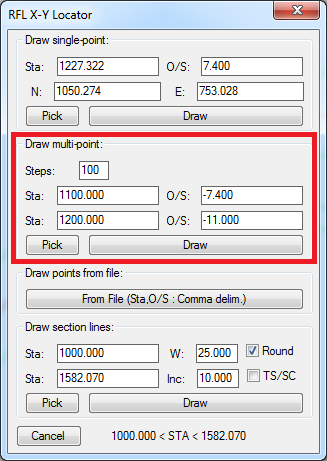 RFL X-Y Locator
Draw single-point:
Sta: 1227.322 O/S: 7.400
N: 1050.274 E: 753.028
Pick Draw
Draw multi-point:
Steps: 100
Sta: 1100.000 O/S: -7.400
Sta: 1200.000 O/S: -11.000
Pick Draw
Draw points from file:
From File (Sta,O/S : Comma delim.)
Draw section lines:
Sta: 1000.000 W: 25.000 Round
Sta: 1582.070 Inc: 10.000 TS/SC
Pick Draw
Cancel 1000.000 < STA < 1582.070